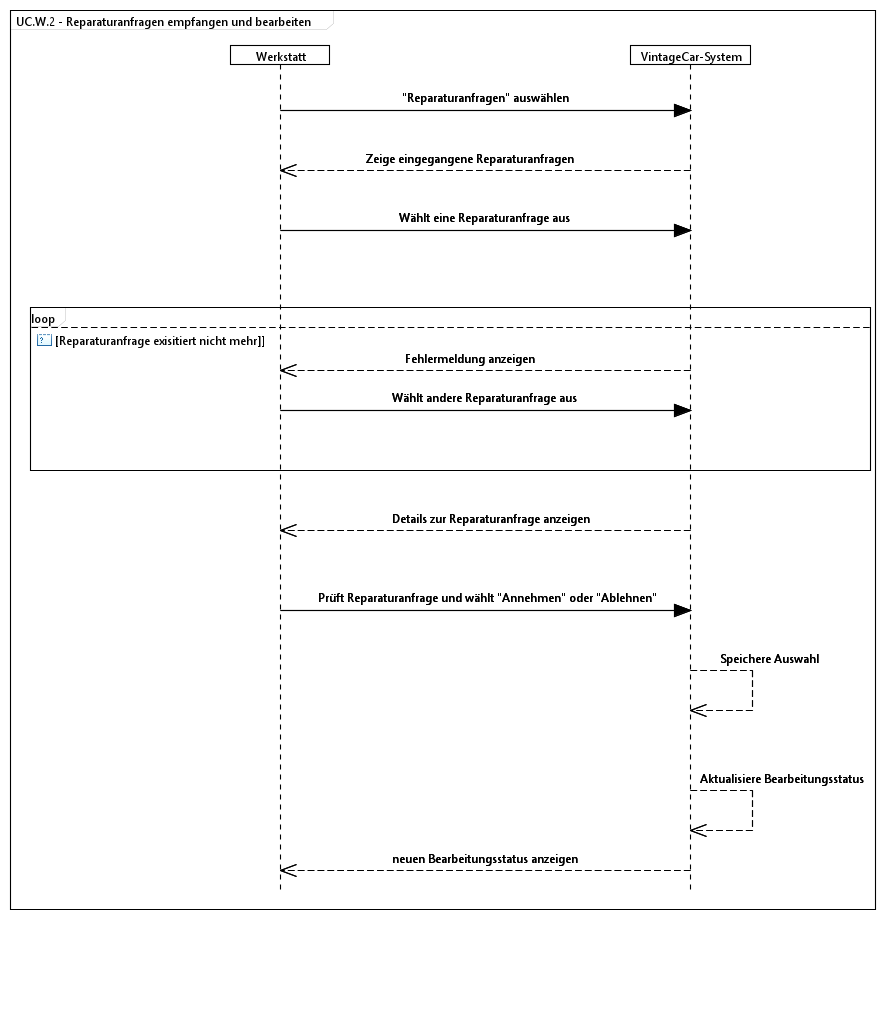 UC.W.2 - Reparaturanfragen empfangen und bearbeiten
Werkstatt
VintageCar-System
"Reparaturanfragen" auswählen
Zeige eingegangene Reparaturanfragen
Wählt eine Reparaturanfrage aus
loop
[Reparaturanfrage exisitiert nicht mehr]]
Fehlermeldung anzeigen
Wählt andere Reparaturanfrage aus
Details zur Reparaturanfrage anzeigen
Prüft Reparaturanfrage und wählt "Annehmen" oder "Ablehnen"
Speichere Auswahl
Aktualisiere Bearbeitungsstatus
neuen Bearbeitungsstatus anzeigen